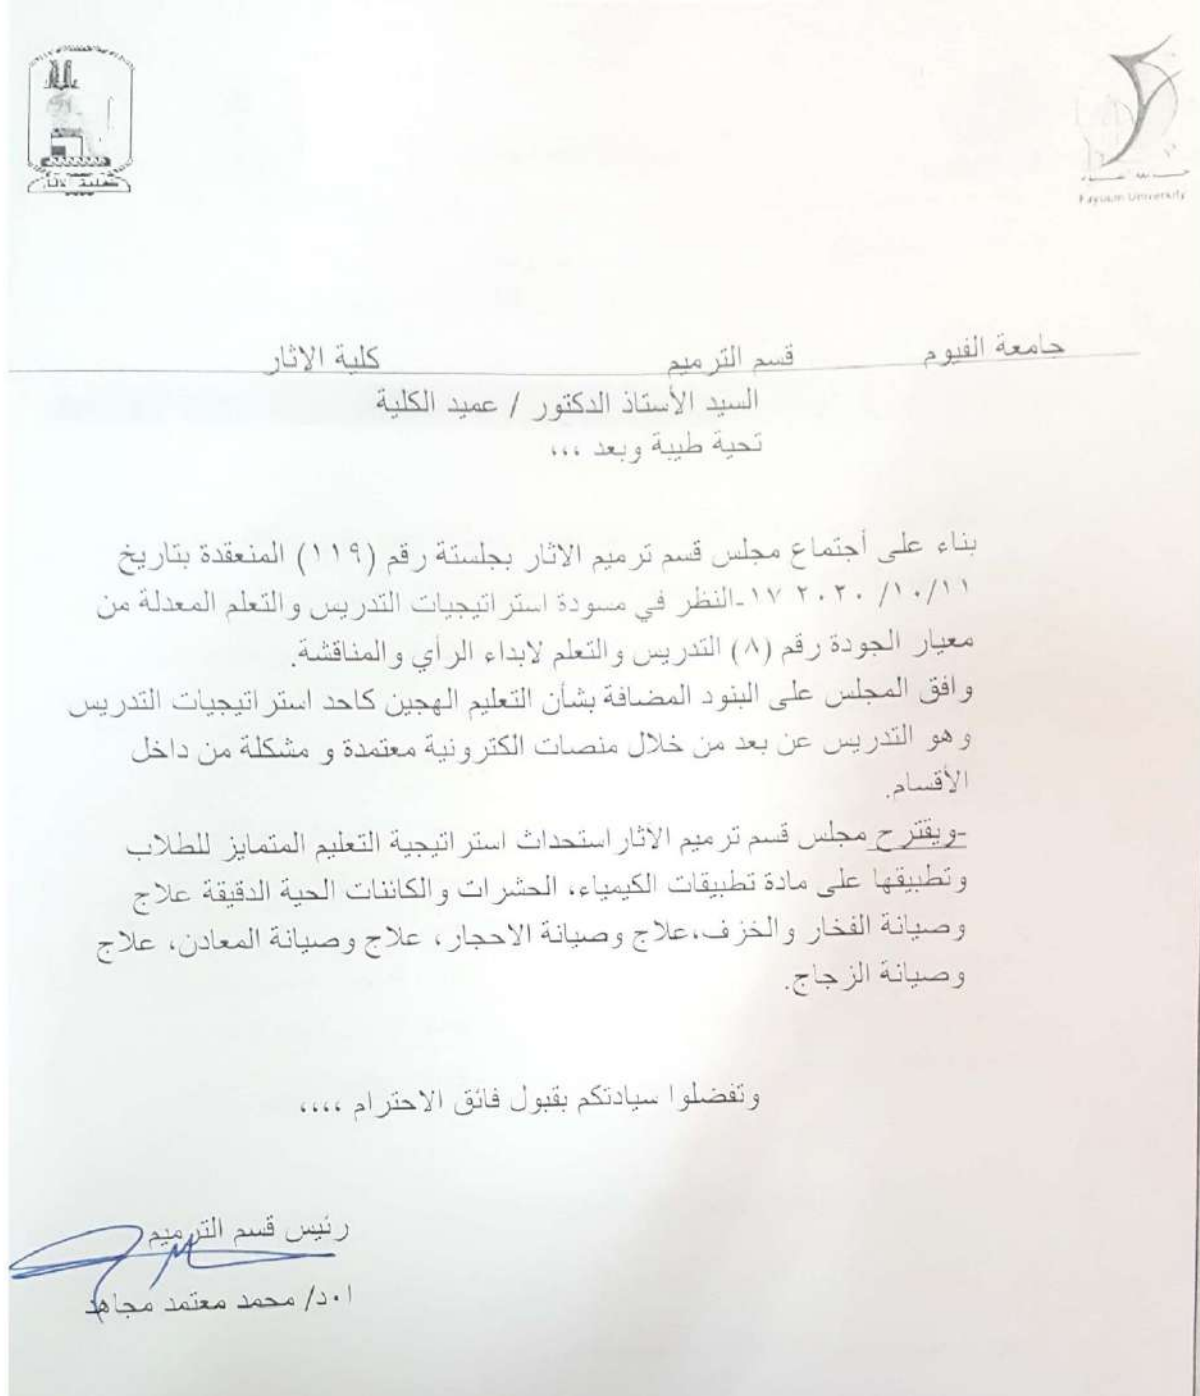 كلية الآثار
Fayoum University
جامعة الفيوم قسم الترميم كلية الاثار
السيد الأستاذ الدكتور / عميد الكلية
تحية طيبة وبعد ،،،
بناء على أجتماع مجلس قسم ترميم الاثار بجلستة رقم (١١٩) المنعقدة بتاريخ
١٠/١١/ ٢٠٢٠ ١٧-النظر في مسودة استراتيجيات التدريس والتعلم المعدلة من
معيار الجودة رقم (٨) التدريس والتعلم لابداء الرأي والمناقشة.
وافق المجلس على البنود المضافة بشأن التعليم الهجين كاحد استراتيجيات التدريس
وهو التدريس عن بعد من خلال منصات الكترونية معتمدة و مشكلة من داخل
الأقسام.
-ويقترح مجلس قسم ترميم الآثار استحداث استراتيجية التعليم المتمايز للطلاب
وتطبيقها على مادة تطبيقات الكيمياء، الحشرات والكائنات الحية الدقيقة علاج
وصيانة الفخار والخزف،علاج وصيانة الاحجار، علاج وصيانة المعادن، علاج
وصيانة الزجاج.
وتفضلوا سيادتكم بقبول فائق الاحترام ،،،،
رئيس قسم الترميم
ا.د/ محمد معتمد مجاهد